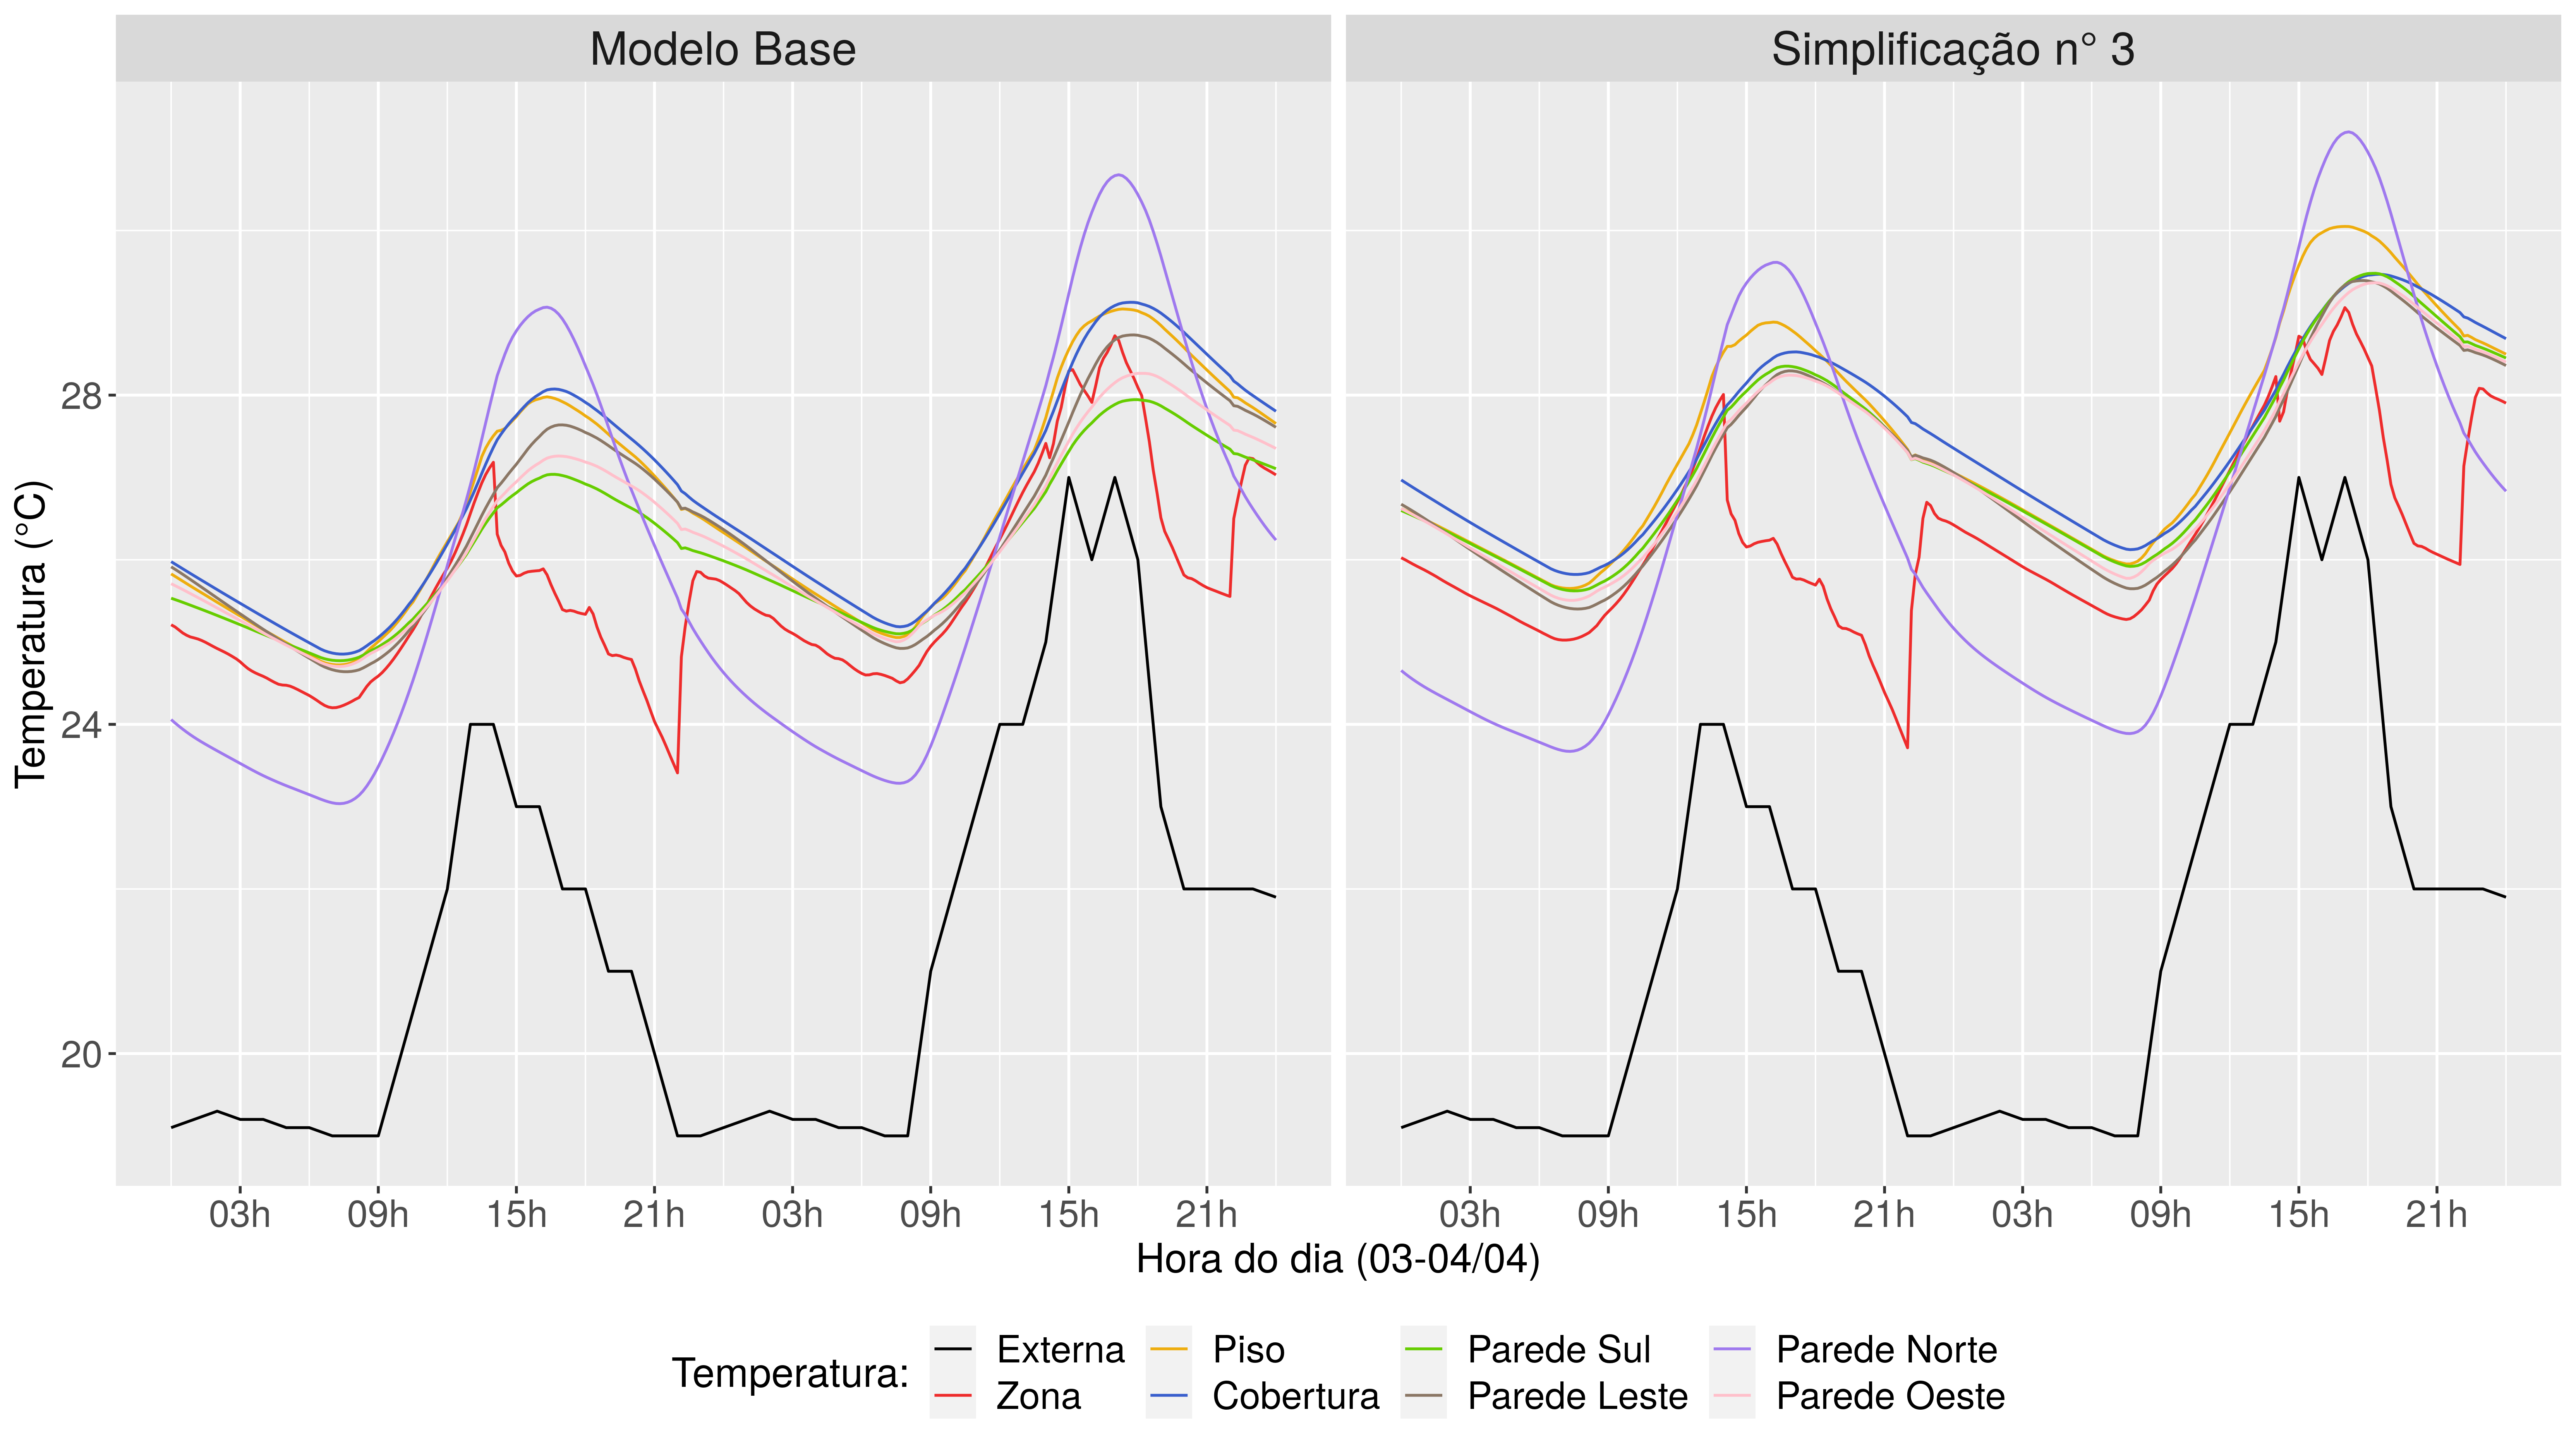 Modelo Base
Simplificação n° 3
Temperatura (°C)
28
24
20
03h 09h 15h 21h 03h 09h 15h 21h
03h 09h 15h 21h 03h 09h 15h 21h
Hora do dia (03-04/04)
Temperatura:
Externa Piso Parede Sul Parede Norte
Zona Cobertura Parede Leste Parede Oeste